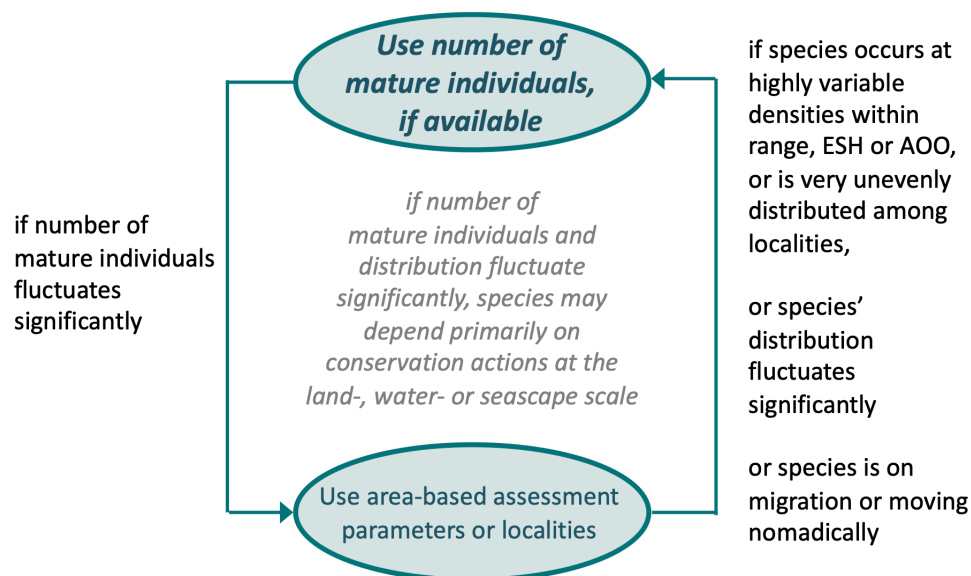 Use number of
mature individuals,
if available
if number of
mature individuals
fluctuates
significantly
if number of
mature individuals and
distribution fluctuate
significantly, species may
depend primarily on
conservation actions at the
land-, water- or seascape scale
if species occurs at
highly variable
densities within
range, ESH or AOO,
or is very unevenly
distributed among
localities,
or species’
distribution
fluctuates
significantly
or species is on
migration or moving
nomadically
Use area-based assessment
parameters or localities